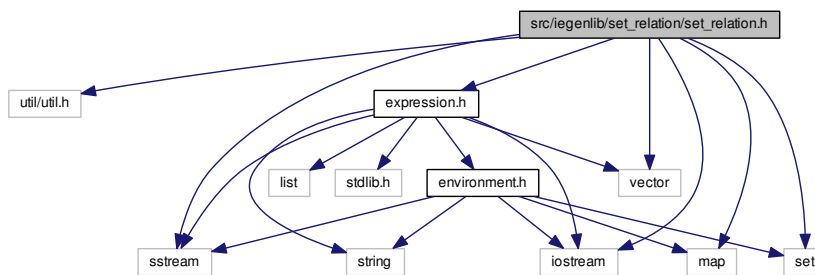 src/iegenlib/set_relation/set_relation.h
util/util.h
expression.h
list
stdlib.h
environment.h
vector
sstream
string
iostream
map
set